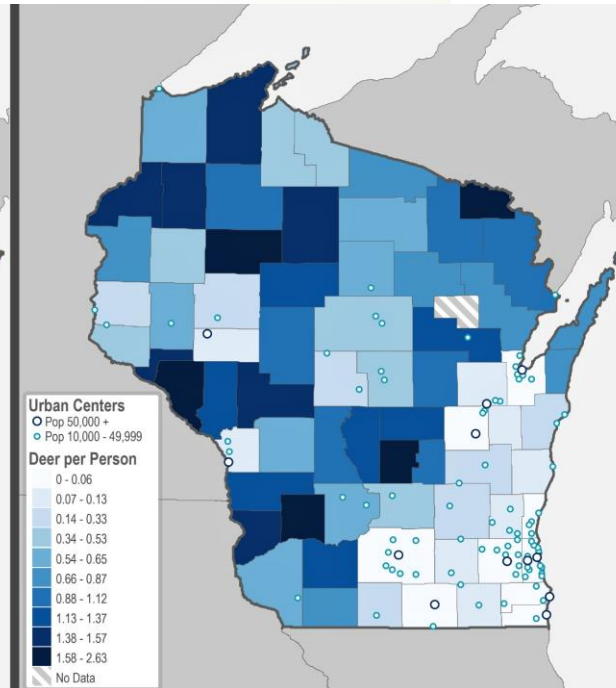 Urban Centers
Pop 50,000 +
Pop 10,000 - 49,999
Deer per Person
0 - 0.06
0.07 - 0.13
0.14 - 0.33
0.34 - 0.53
0.54 - 0.65
0.66 - 0.87
0.88 - 1.12
1.13 - 1.37
1.38 - 1.57
1.58 - 2.63
No Data